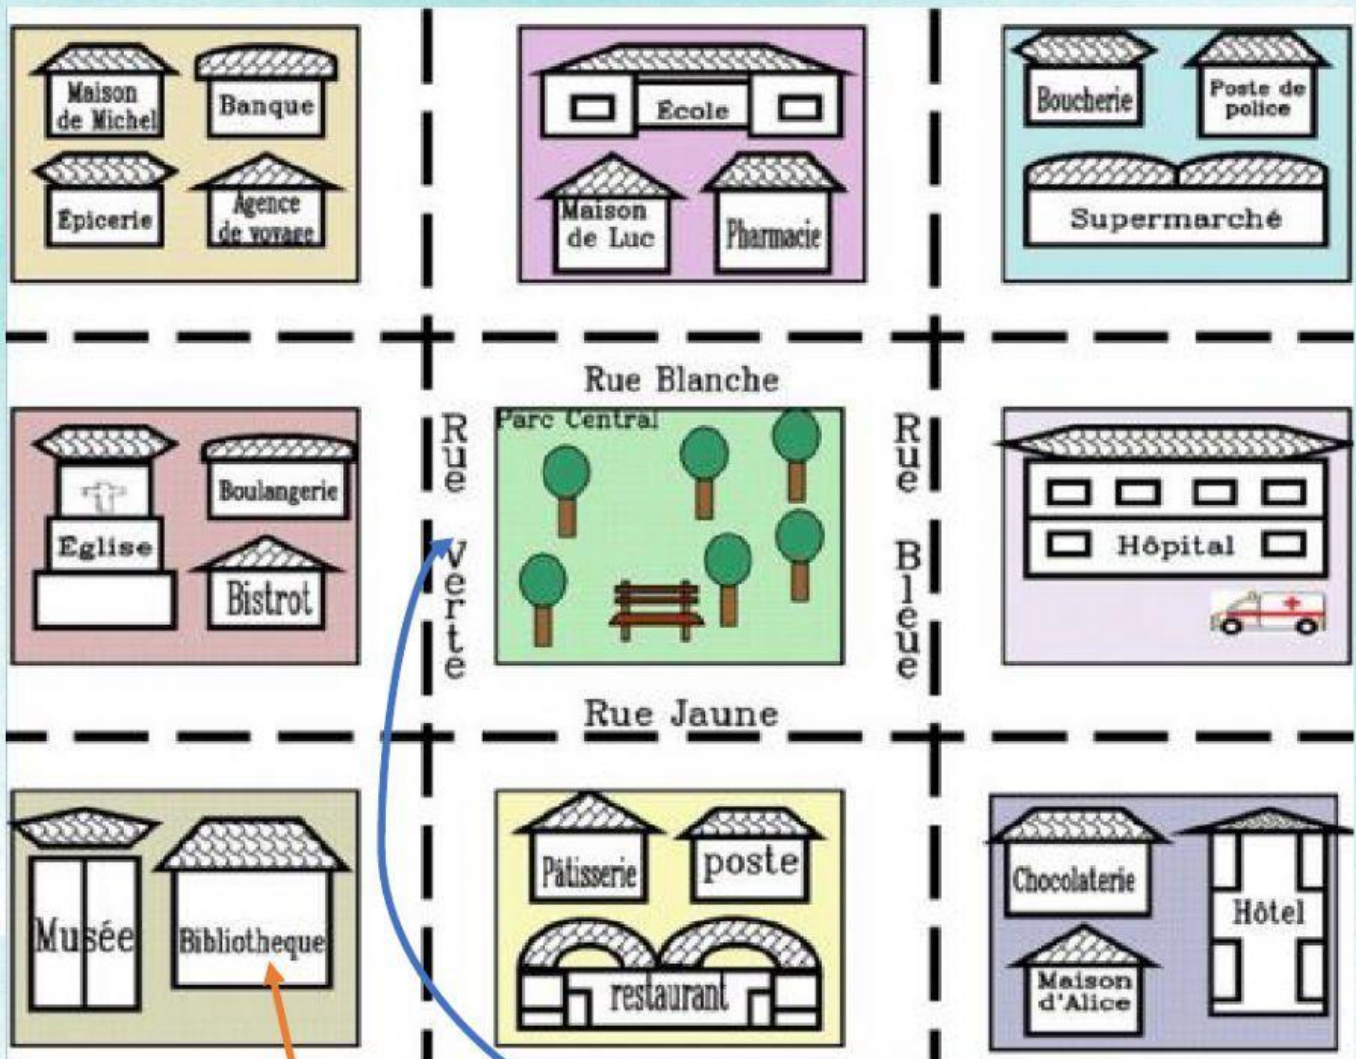 Maison
de Michel
Banque
Épicerie
Agence
de voyage
École
Maison
de Luc
Pharmacie
Boucherie
Poste de
police
Supermarché
Rue Blanche
Eglise
Boulangerie
Bistrot
Rue Verte
Parc Central
Rue Bleue
Hôpital
Rue Jaune
Musée
Bibliotheque
Pâtisserie
poste
restaurant
Chocolaterie
Maison
d'Alice
Hôtel